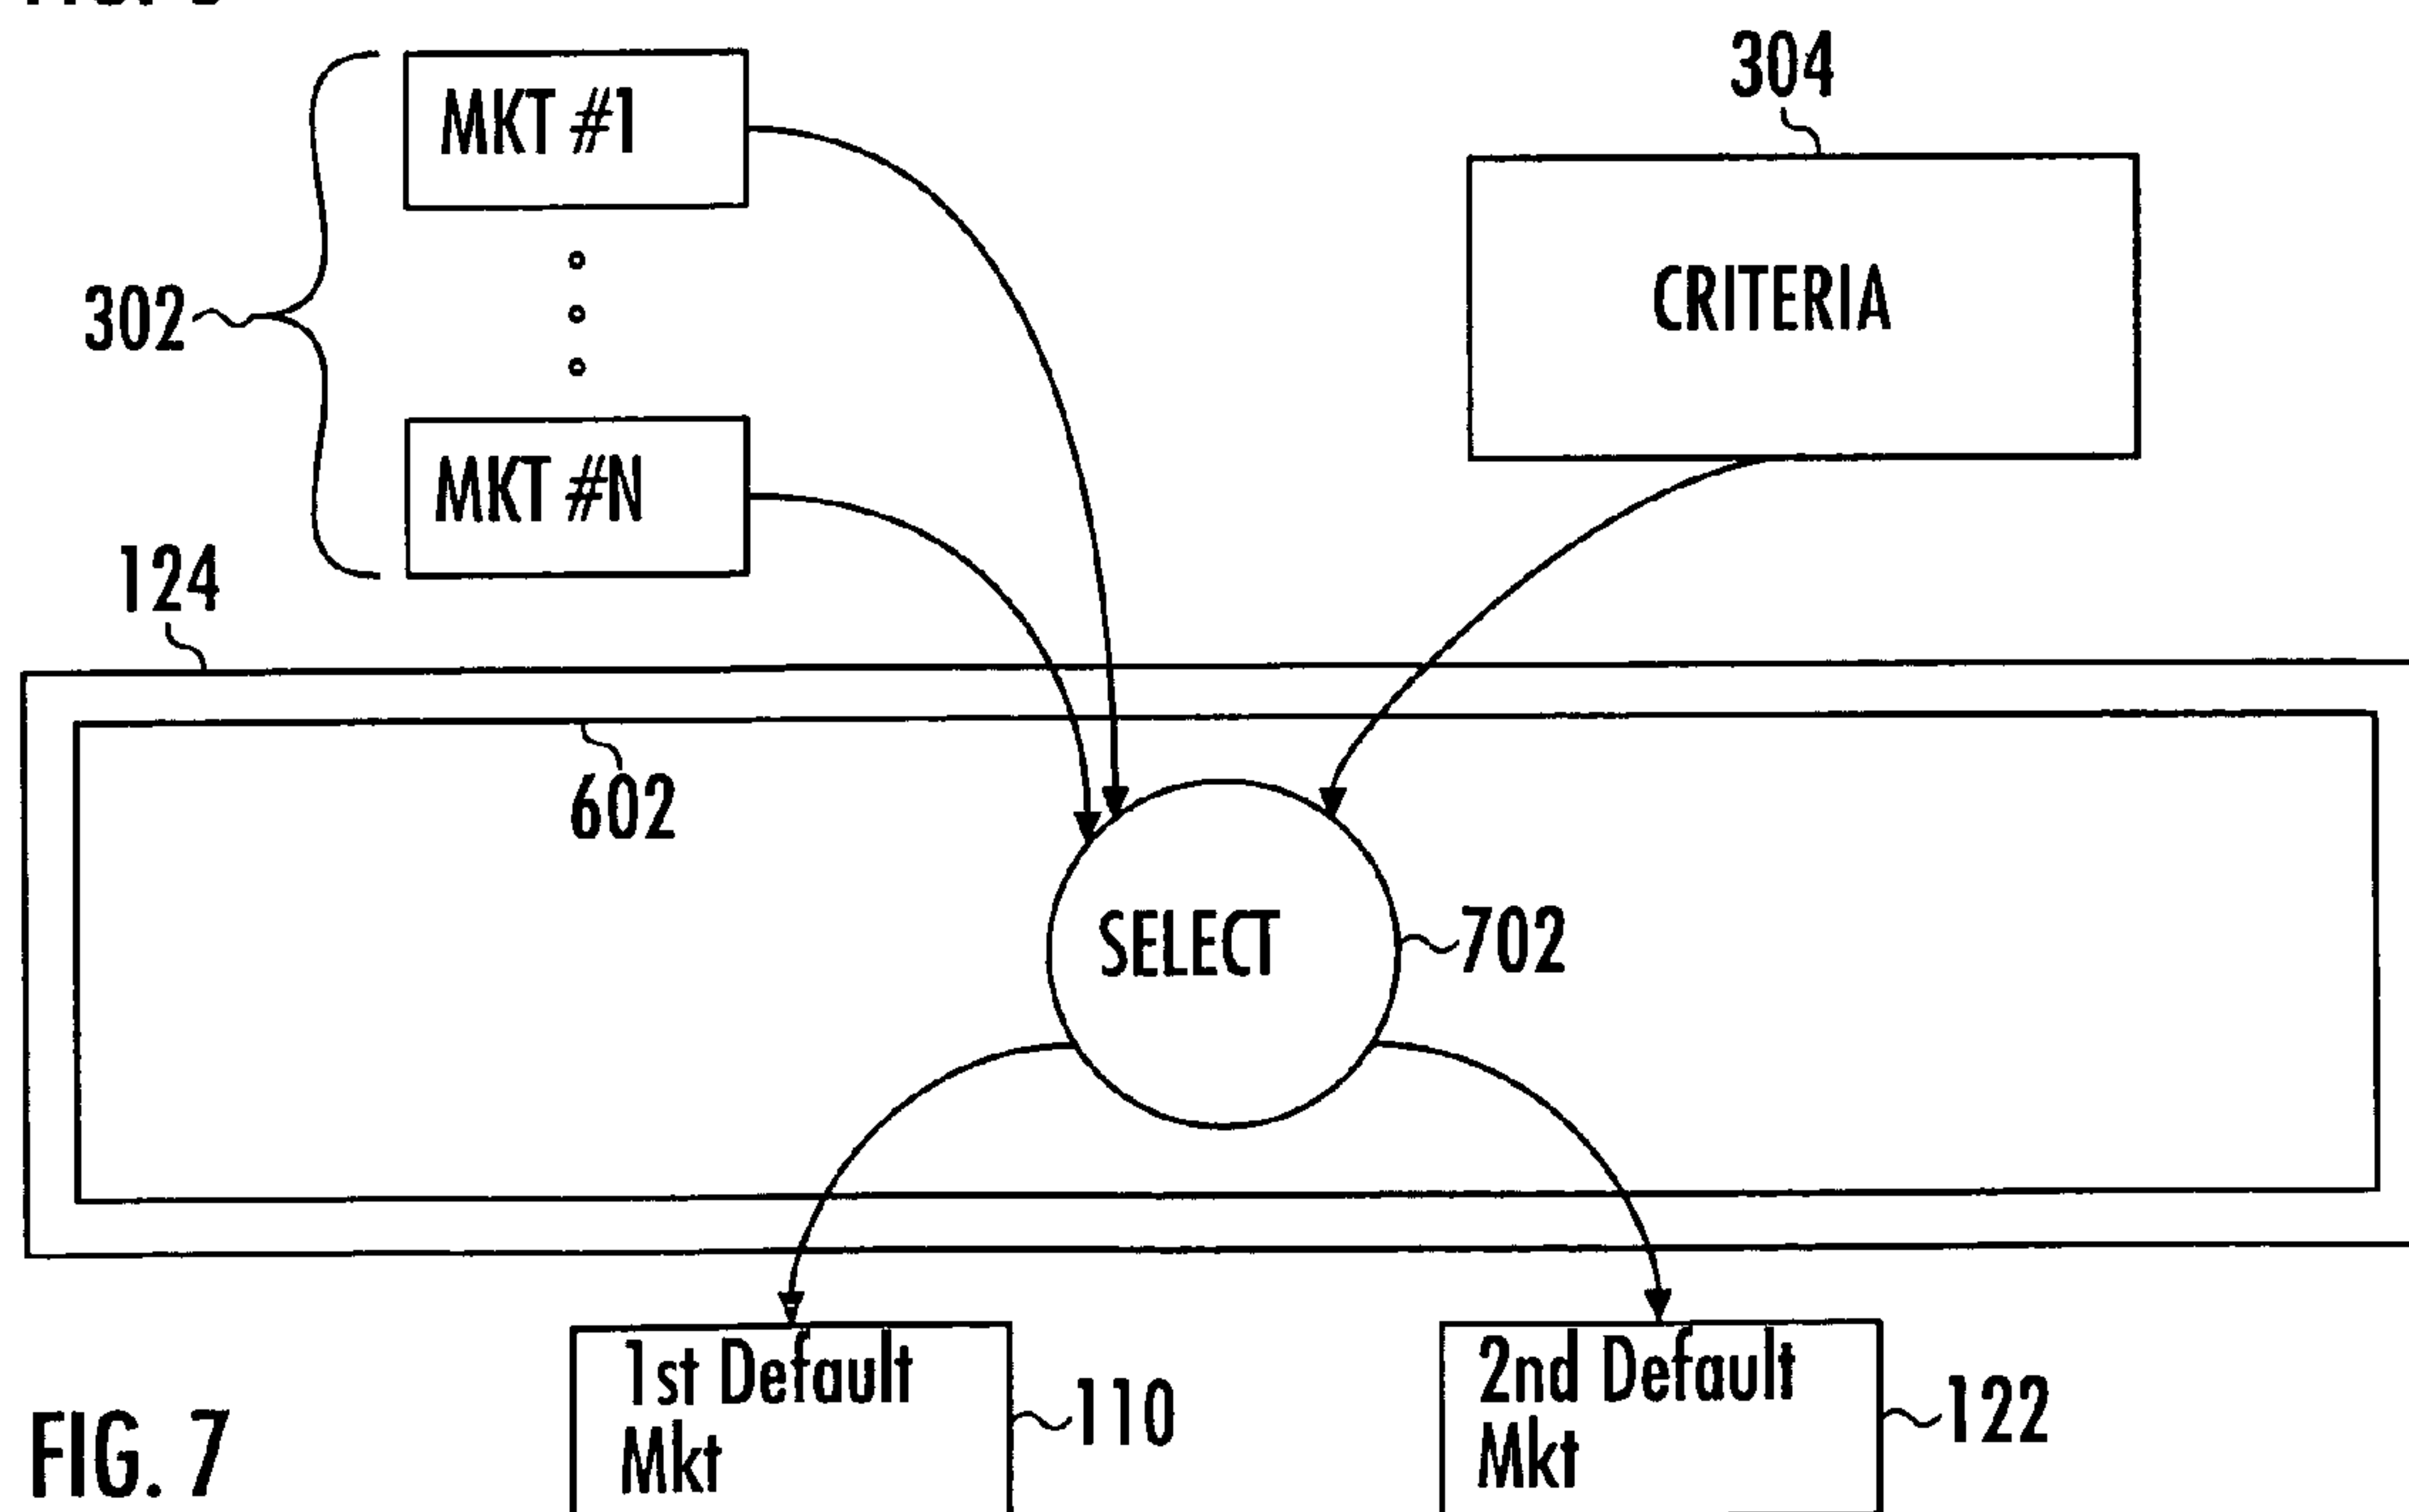 304
MKT #1
CRITERIA
302
MKT #N
124
602
SELECT
702
1st Default
Mkt
110
2nd Default
Mkt
122
FIG. 7